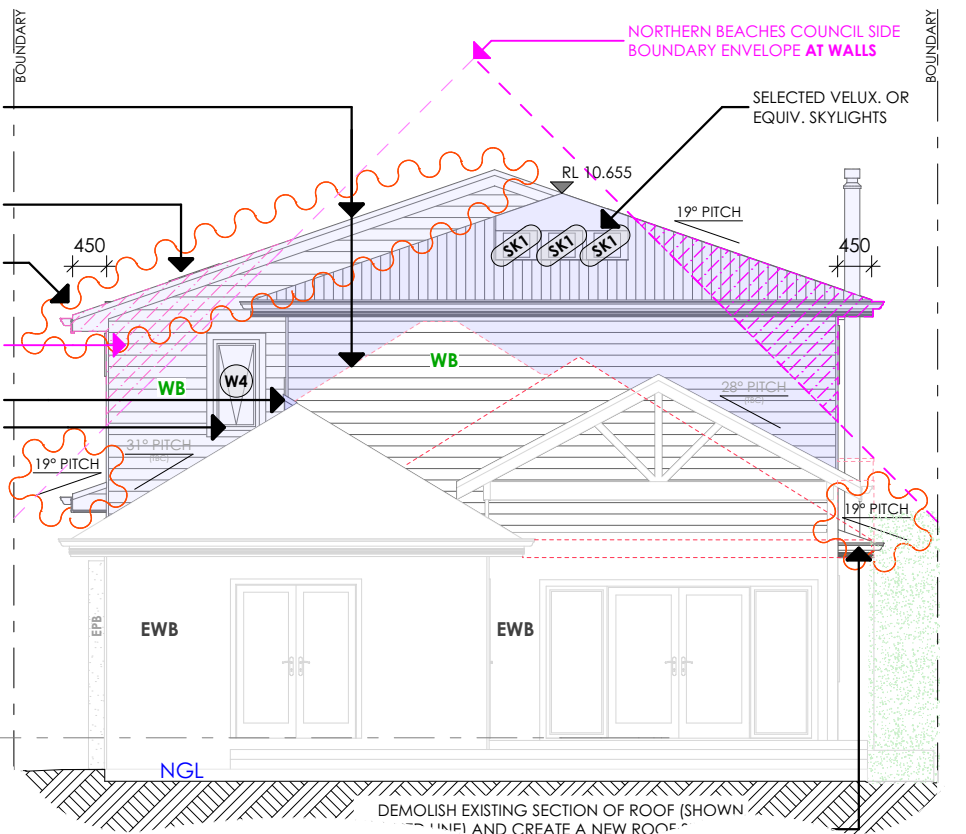 BOUNDARY
NORTHERN BEACHES COUNCIL SIDE
BOUNDARY ENVELOPE AT WALLS
BOUNDARY
SELECTED VELUX. OR
EQUIV. SKYLIGHTS
RL 10.655
19° PITCH
450
SK1 SK1 SK1
450
WB
WB
W4
28° PITCH
31° PITCH
19° PITCH
19° PITCH
EPB
EWB
EWB
NGL
DEMOLISH EXISTING SECTION OF ROOF (SHOWN
LINE) AND CREATE A NEW ROOF